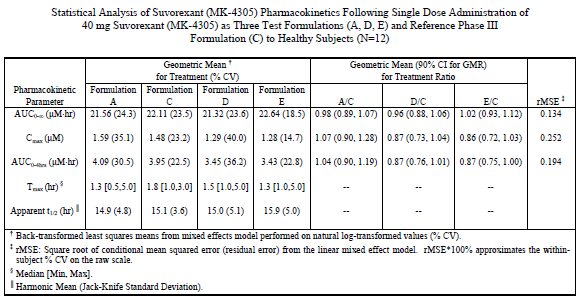 Statistical Analysis of Suvorexant (MK-4305) Pharmacokinetics Following Single Dose Administration of
40 mg Suvorexant (MK-4305) as Three Test Formulations (A, D, E) and Reference Phase III
Formulation (C) to Healthy Subjects (N=12)
Geometric Mean † for Treatment (% CV) Geometric Mean (90% CI for GMR) for Treatment Ratio
Pharmacokinetic Parameter Formulation A Formulation C Formulation D Formulation E A/C D/C E/C rMSE ‡
AUC0-∞ (μM·hr) 21.56 (24.3) 22.11 (23.5) 21.32 (23.6) 22.64 (18.5) 0.98 (0.89, 1.07) 0.96 (0.88, 1.06) 1.02 (0.93, 1.12) 0.134
Cmax (μM) 1.59 (35.1) 1.48 (23.2) 1.29 (40.0) 1.28 (14.7) 1.07 (0.90, 1.28) 0.87 (0.73, 1.04) 0.86 (0.72, 1.03) 0.252
AUC0-4hrs (μM·hr) 4.09 (30.5) 3.95 (22.5) 3.45 (36.2) 3.43 (22.8) 1.04 (0.90, 1.19) 0.87 (0.76, 1.01) 0.87 (0.75, 1.00) 0.194
Tmax (hr) § 1.3 [0.5,5.0] 1.8 [1.0,3.0] 1.5 [1.0,5.0] 1.3 [1.0,5.0] -- -- --
Apparent t1/2 (hr) ‖ 14.9 (4.8) 15.1 (3.6) 15.0 (5.1) 15.9 (5.0) -- -- --
† Back-transformed least squares means from mixed effects model performed on natural log-transformed values (% CV).
‡ rMSE: Square root of conditional mean squared error (residual error) from the linear mixed effect model. rMSE*100% approximates the within-
subject % CV on the raw scale.
§ Median [Min, Max].
‖ Harmonic Mean (Jack-Knife Standard Deviation).